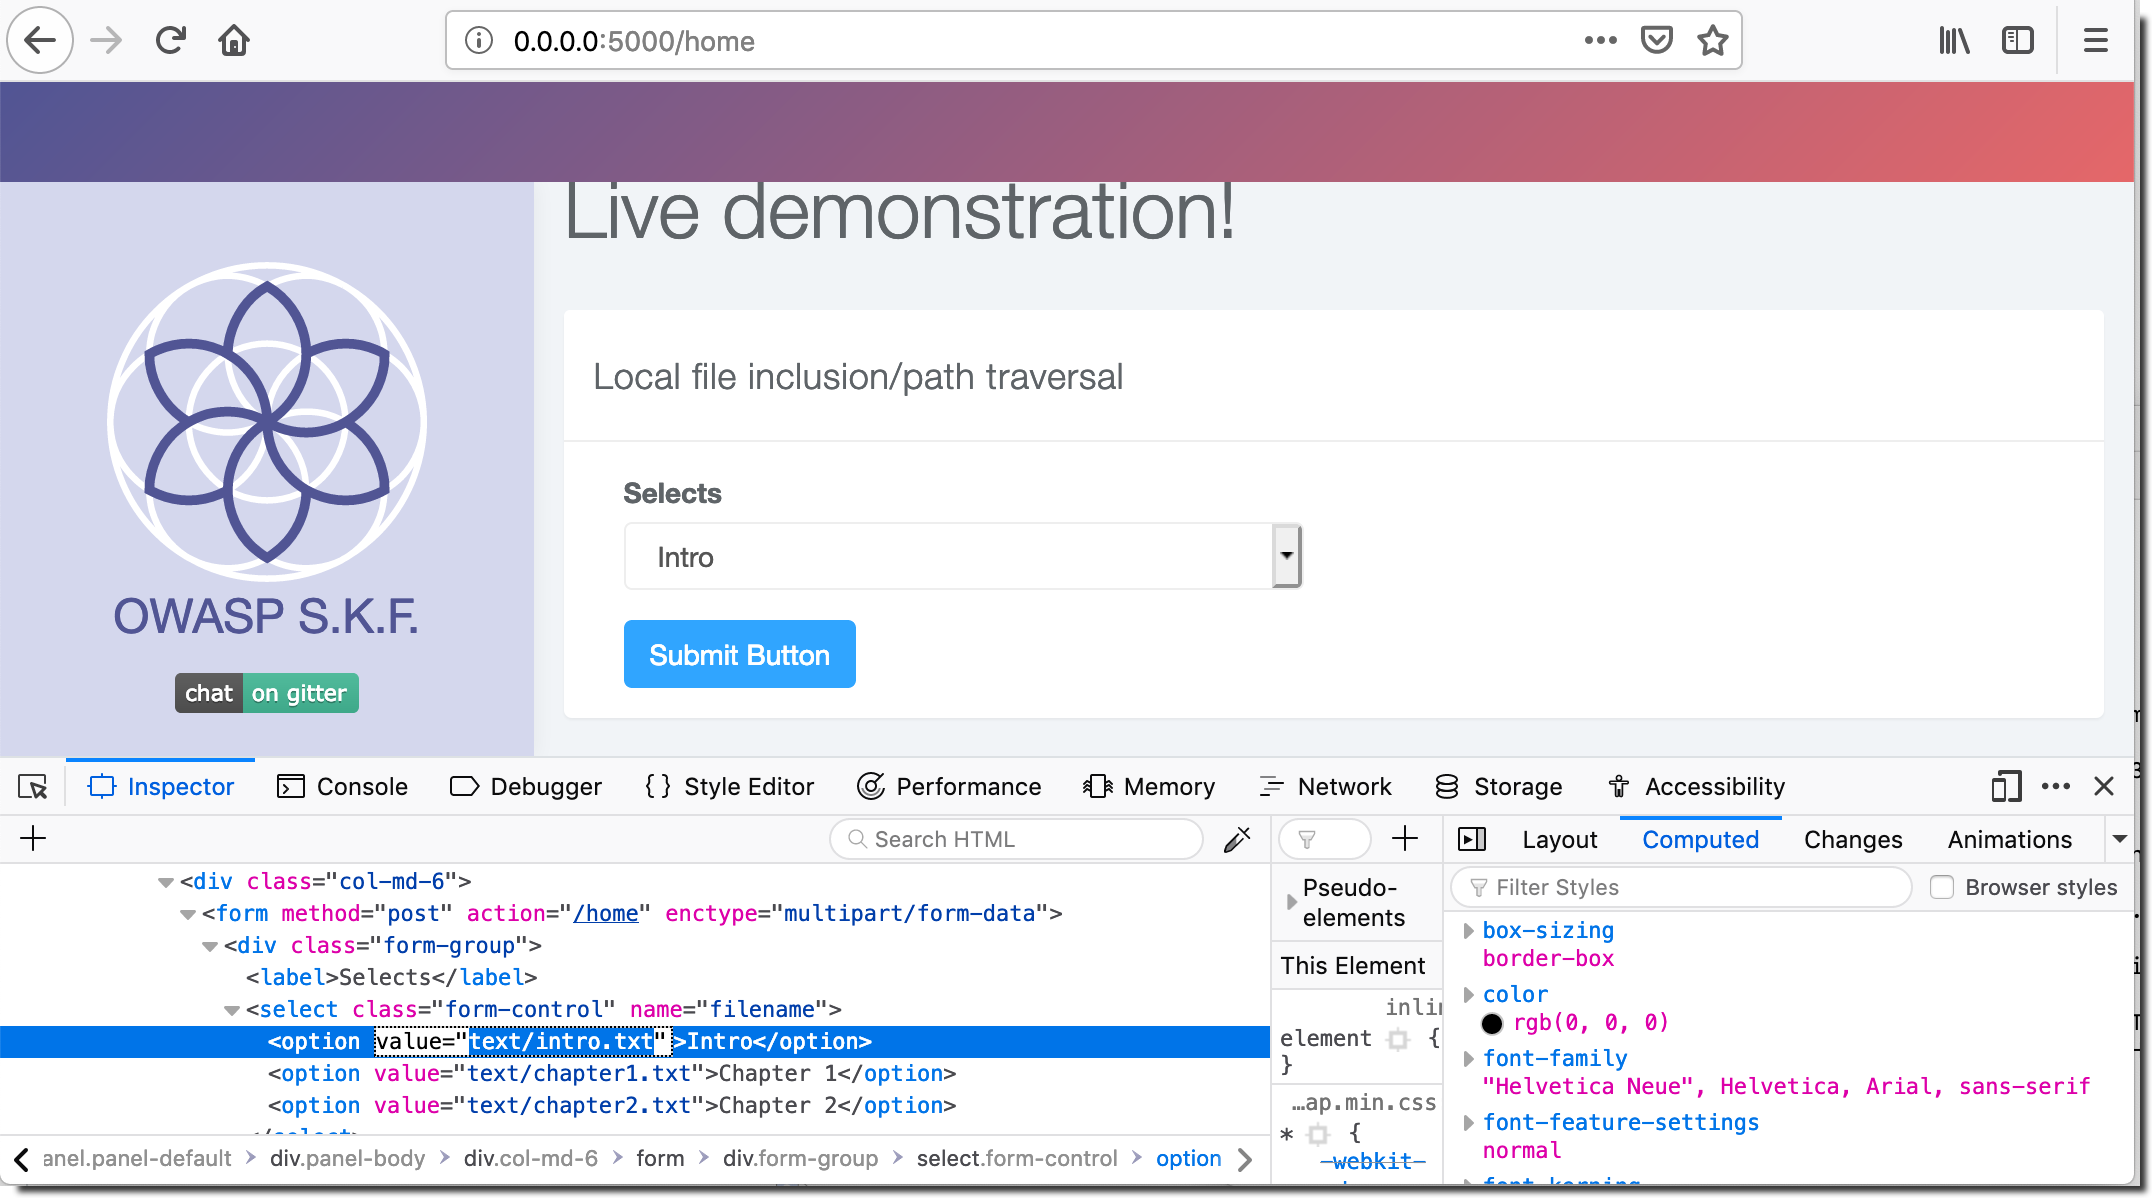 0.0.0.0:5000/home
Live demonstration!
Local file inclusion/path traversal
Selects
Intro
Submit Button
OWASP S.K.F.
chat on gitter
Inspector Console Debugger { } Style Editor Performance Memory Network Storage Accessibility
Search HTML
Layout Computed Changes Animations
Filter Styles Browser styles
<div class="col-md-6">
<form method="post" action="/home" enctype="multipart/form-data">
<div class="form-group">
<label>Selects</label>
<select class="form-control" name="filename">
<option value="text/intro.txt" >Intro</option>
<option value="text/chapter1.txt">Chapter 1</option>
<option value="text/chapter2.txt">Chapter 2</option>
anel.panel-default div.panel-body div.col-md-6 form div.form-group select.form-control option
Pseudo-
elements
This Element
inlin
element {
}
…ap.min.css
* {
-webkit-
box-sizing
border-box
color
rgb(0, 0, 0)
font-family
"Helvetica Neue", Helvetica, Arial, sans-serif
font-feature-settings
normal